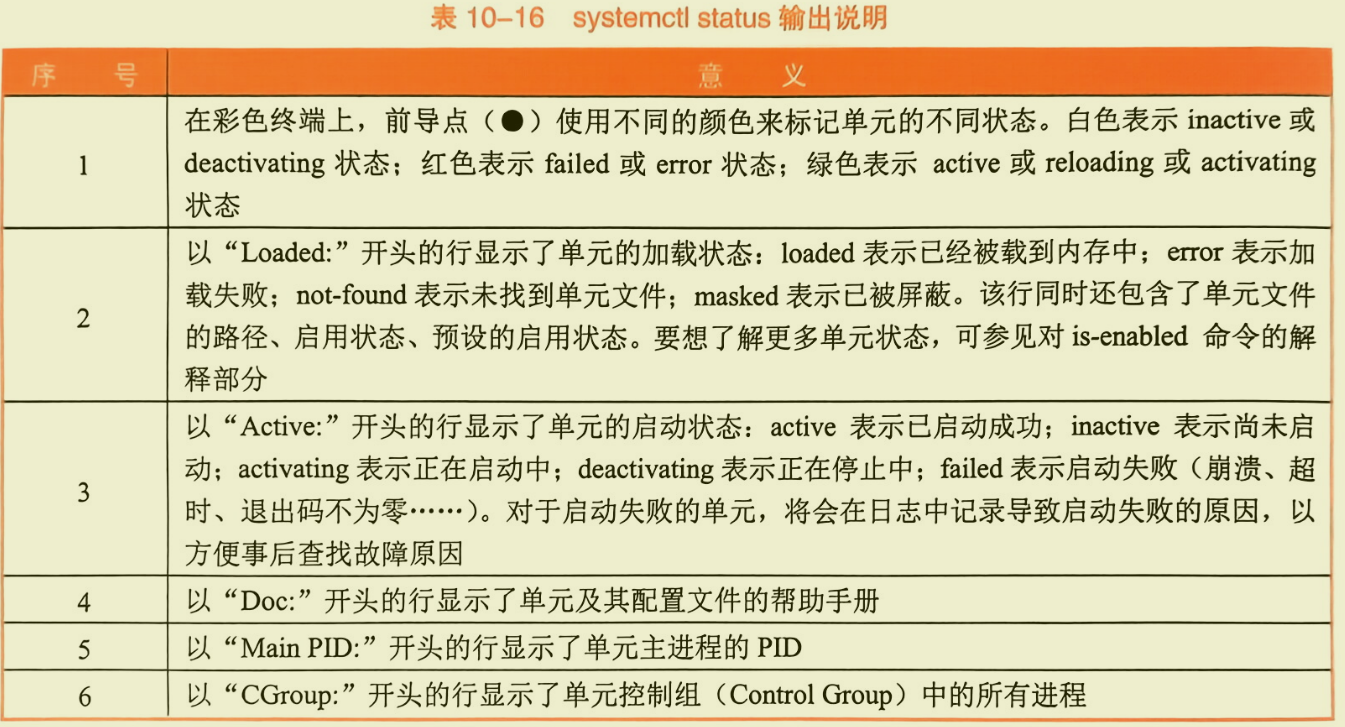 表 10-16 systemctl status 输出说明
序 号 意 义
1
在彩色终端上，前导点（●）使用不同的颜色来标记单元的不同状态。白色表示 inactive 或
deactivating 状态；红色表示 failed 或 error 状态；绿色表示 active 或 reloading 或 activating
状态
2
以“Loaded:”开头的行显示了单元的加载状态：loaded 表示已经被载到内存中；error 表示加
载失败；not-found 表示未找到单元文件；masked 表示已被屏蔽。该行同时还包含了单元文件
的路径、启用状态、预设的启用状态。要想了解更多单元状态，可参见对 is-enabled 命令的解
释部分
3
以“Active:”开头的行显示了单元的启动状态：active 表示已启动成功；inactive 表示尚未启
动；activating 表示正在启动中；deactivating 表示正在停止中；failed 表示启动失败（崩溃、超
时、退出码不为零……）。对于启动失败的单元，将会在日志中记录导致启动失败的原因，以
方便事后查找故障原因
4 以“Doc:”开头的行显示了单元及其配置文件的帮助手册
5 以“Main PID:”开头的行显示了单元主进程的 PID
6 以“CGroup:”开头的行显示了单元控制组（Control Group）中的所有进程